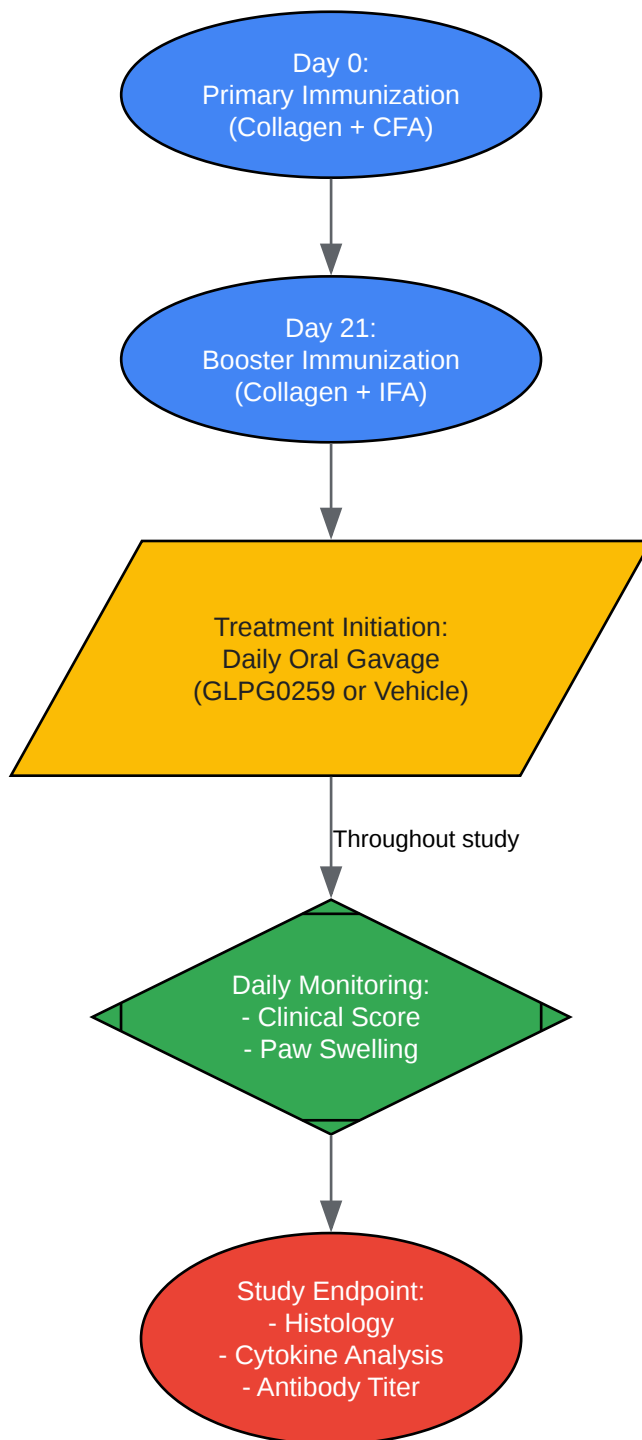 Day 0:
Primary Immunization
(Collagen + CFA)
Day 21:
Booster Immunization
(Collagen + IFA)
Treatment Initiation:
Daily Oral Gavage
(GLPG0259 or Vehicle)
Throughout study
Daily Monitoring:
- Clinical Score
- Paw Swelling
Study Endpoint:
- Histology
- Cytokine Analysis
- Antibody Titer